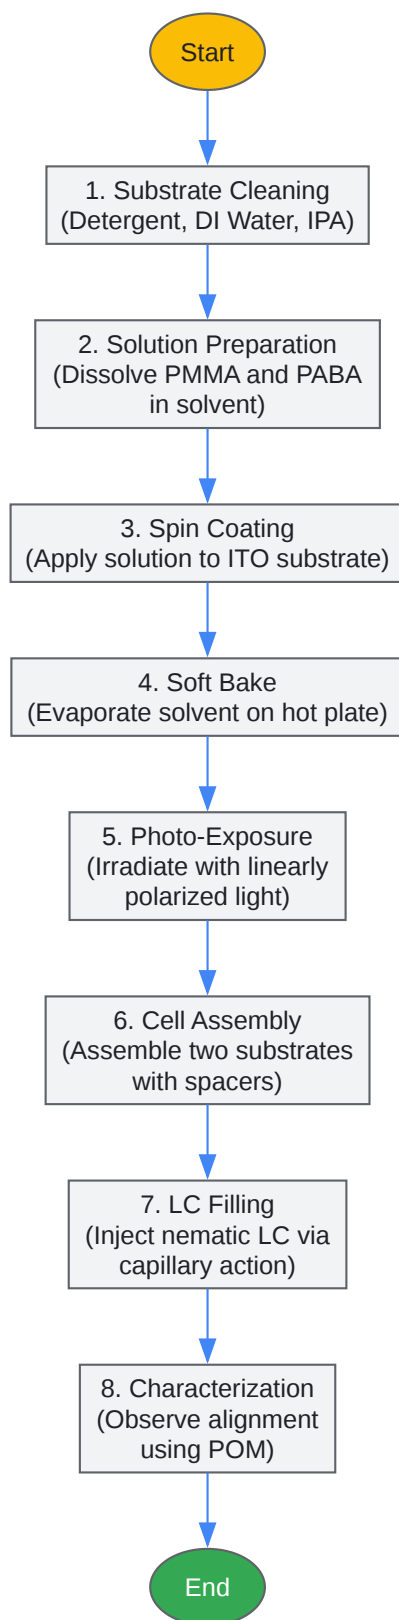 Start
1. Substrate Cleaning
(Detergent, DI Water, IPA)
2. Solution Preparation
(Dissolve PMMA and PABA
in solvent)
3. Spin Coating
(Apply solution to ITO substrate)
4. Soft Bake
(Evaporate solvent on hot plate)
5. Photo-Exposure
(Irradiate with linearly
polarized light)
6. Cell Assembly
(Assemble two substrates
with spacers)
7. LC Filling
(Inject nematic LC via
capillary action)
8. Characterization
(Observe alignment
using POM)
End